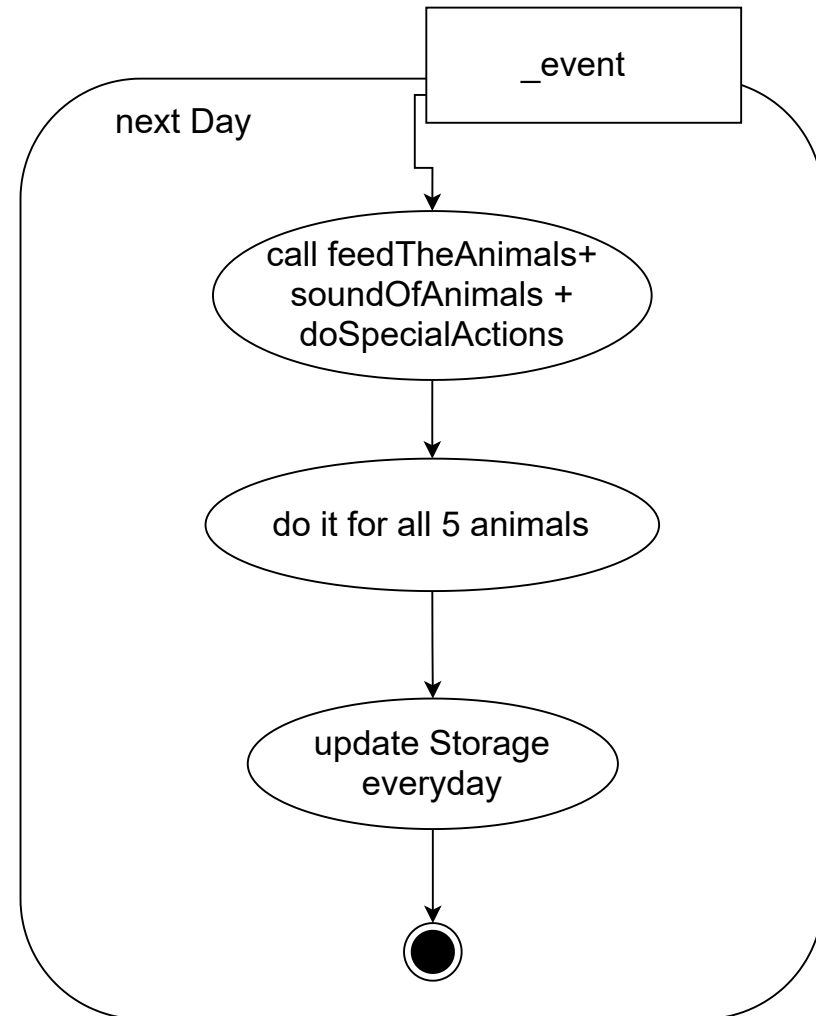 _event
next Day
call feedTheAnimals+
soundOfAnimals +
doSpecialActions
do it for all 5 animals
update Storage
everyday